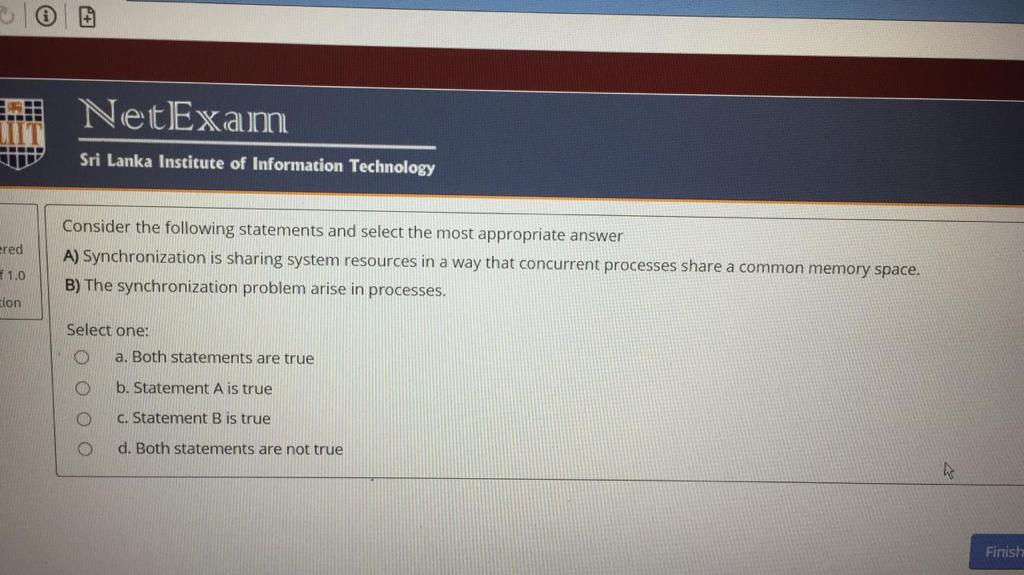 NetExam
Sri Lanka Institute of Information Technology
Consider the following statements and select the most appropriate answer
A) Synchronization is sharing system resources in a way that concurrent processes share a common memory space.
B) The synchronization problem arise in processes.
1.0
Select one:
a. Both statements are true
b. Statement A is true
c. Statement B is true
d. Both statements are not true
Finish